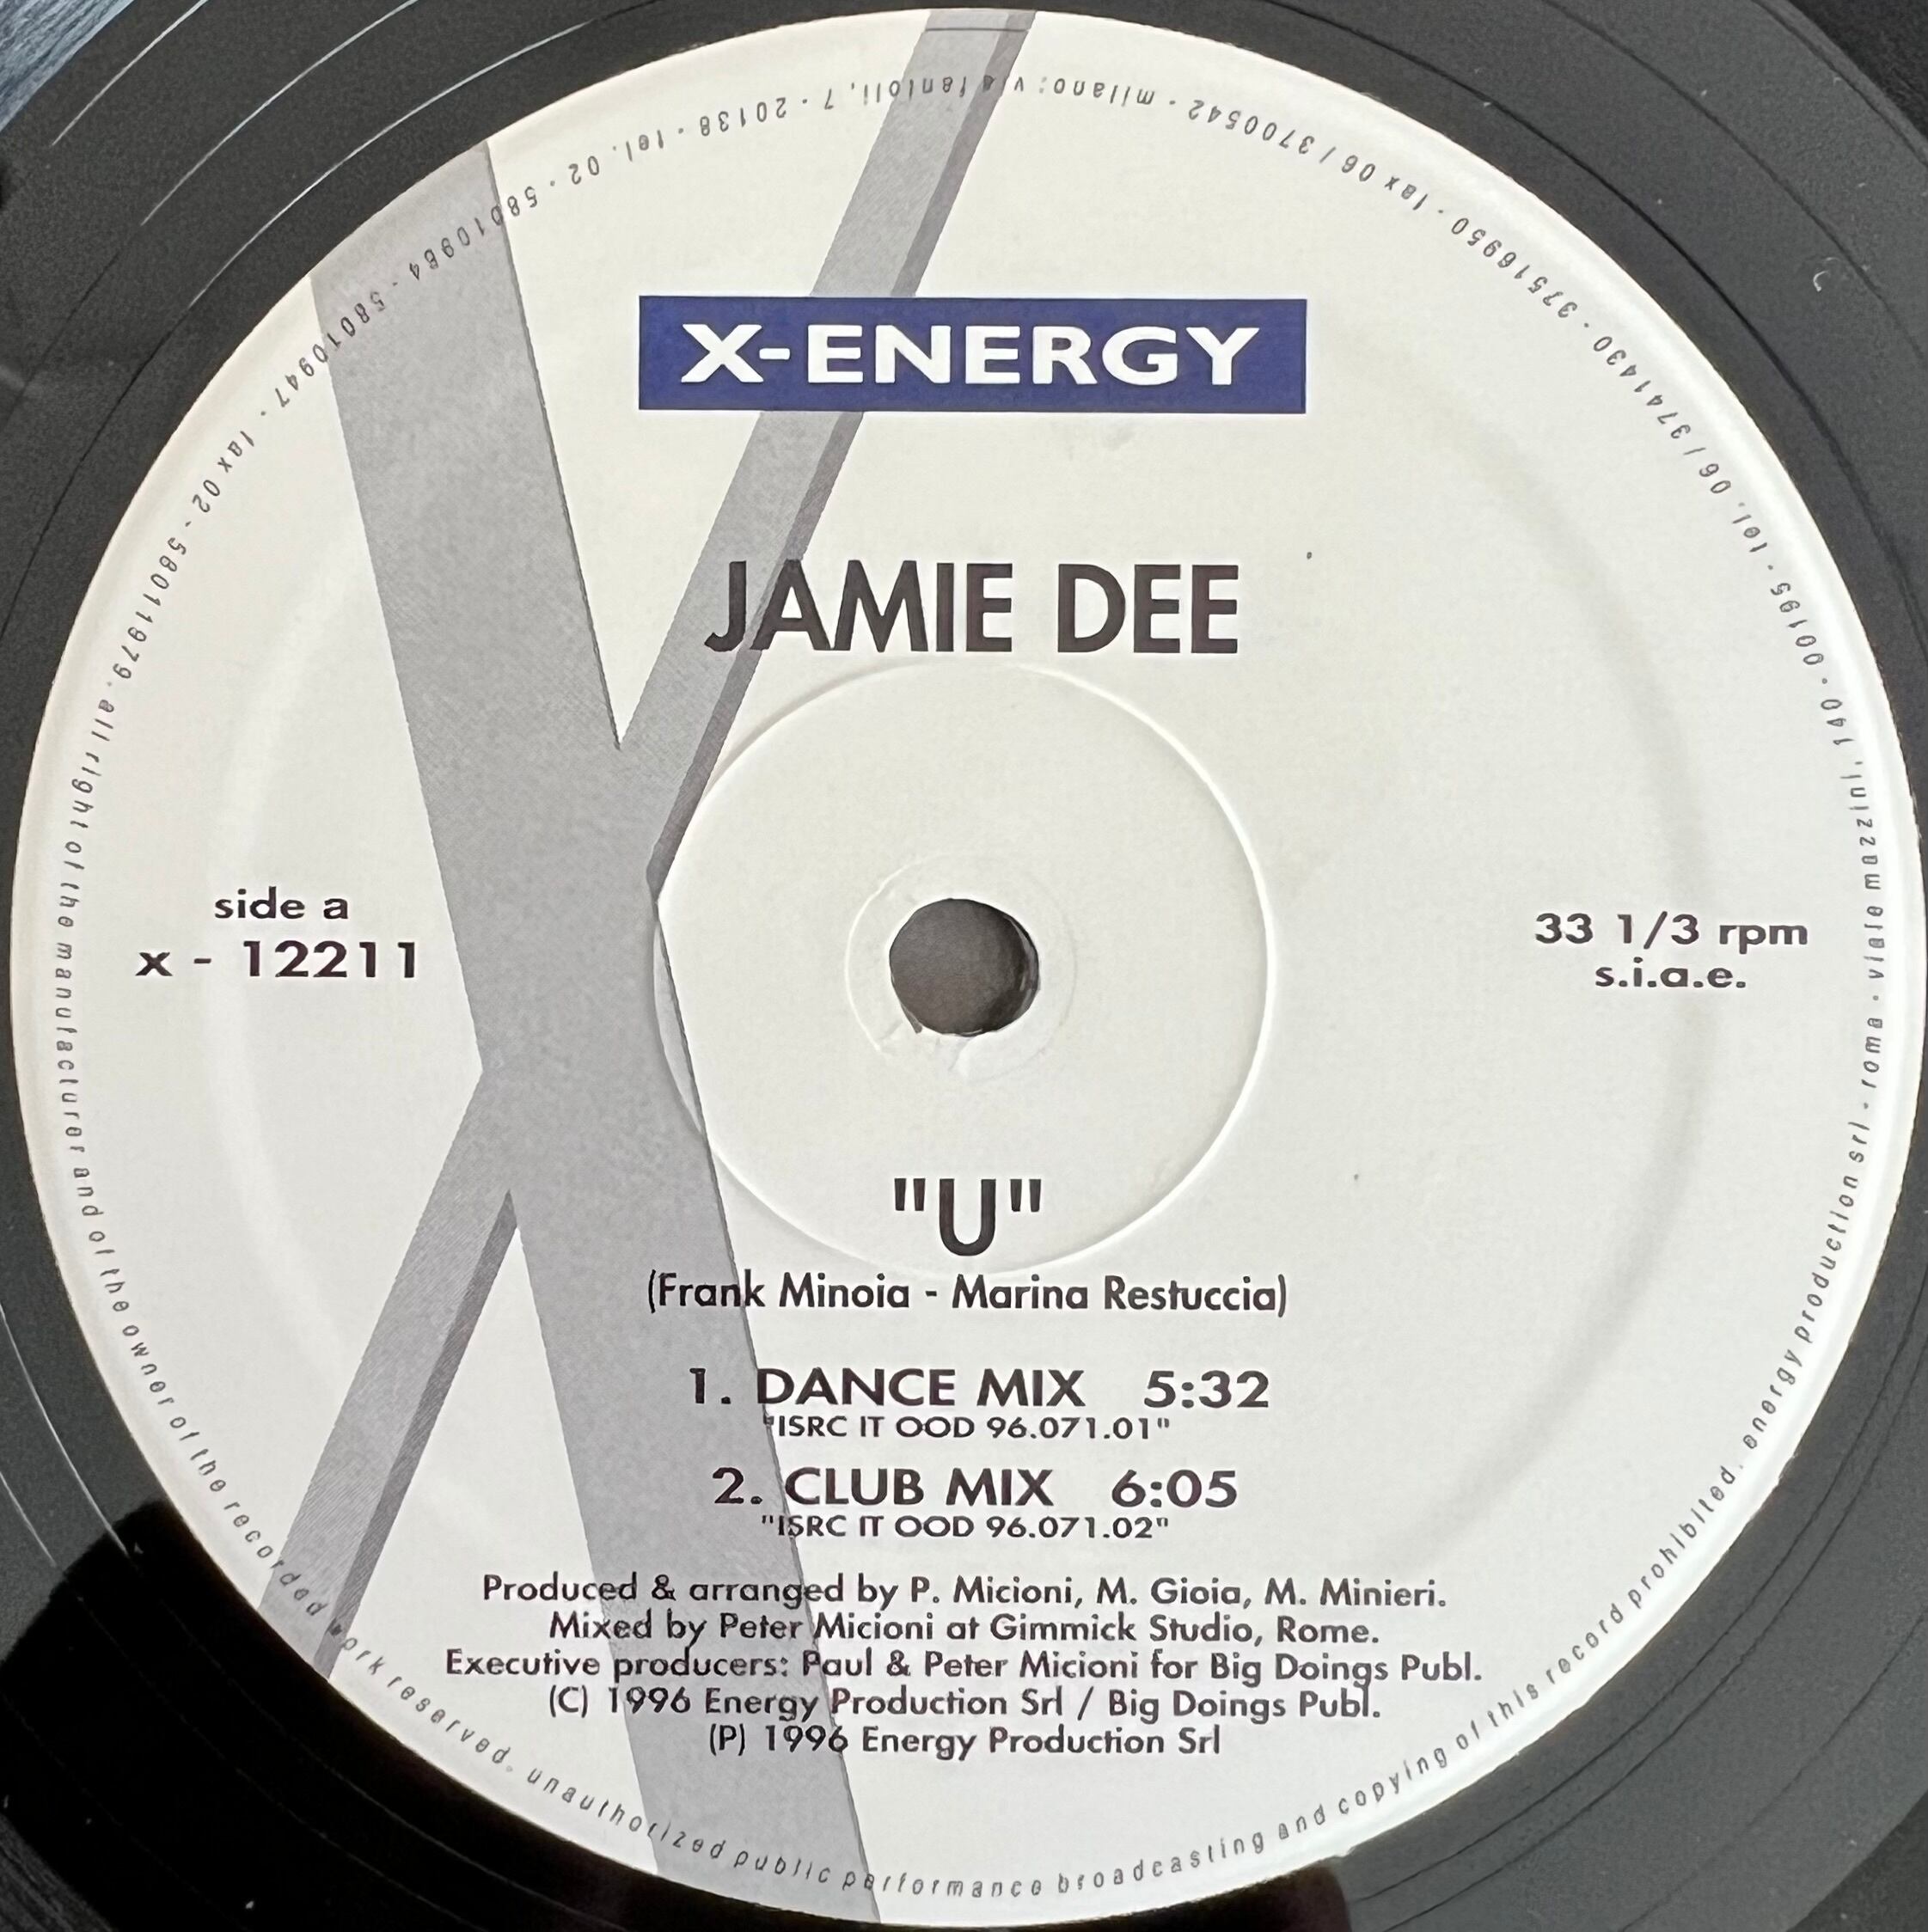 X-ENERGY
JAMIE DEE
side a
x - 12211
33 1/3 rpm
s.i.a.e.
"U"
(Frank Minoia - Marina Restuccia)
1. DANCE MIX 5:32
"ISRC IT OOD 96.071.01"
2. CLUB MIX 6:05
"ISRC IT OOD 96.071.02"
Produced & arranged by P. Micioni, M. Gioia, M. Minieri.
Mixed by Peter Micioni at Gimmick Studio, Rome.
Executive producers: Paul & Peter Micioni for Big Doings Publ.
(C) 1996 Energy Production Srl / Big Doings Publ.
(P) 1996 Energy Production Srl
all right of the manufacturer and of the owner of the recorded work reserved. unauthorized public performance broadcasting and copying of this record prohibited. energy production srl - roma - viale mazzini, 140 - 00195 - tel. 06 / 3741430 - 37516950 - fax 06 / 3700542 - milano: via fantoli, 7 - 20138 - tel. 02 - 58010984 - 58010947 - fax 02 - 58011979.